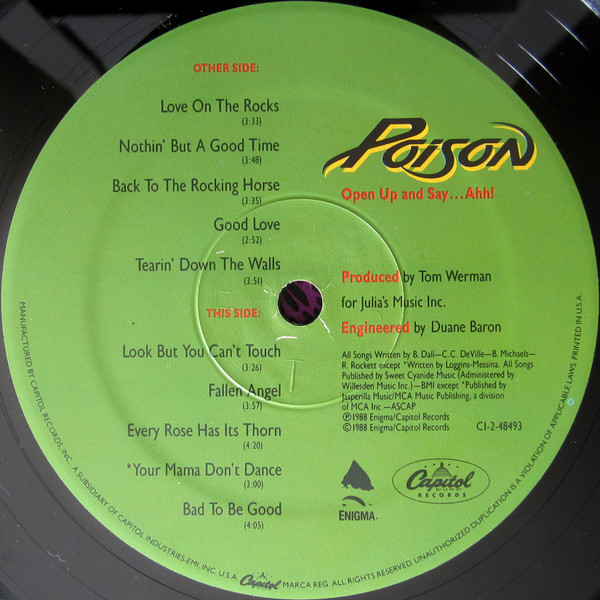 OTHER SIDE:
Love On The Rocks
(3:33)
Nothin' But A Good Time
(3:48)
Back To The Rocking Horse
(3:35)
Good Love
(2:52)
Tearin' Down The Walls
(3:51)
THIS SIDE:
Look But You Can't Touch
(3:26)
Fallen Angel
(3:57)
Every Rose Has Its Thorn
(4:20)
*Your Mama Don't Dance
(3:00)
Bad To Be Good
(4:05)
POISON
Open Up and Say...Ahh!
Produced by Tom Werman
for Julia's Music Inc.
Engineered by Duane Baron
All Songs Written by B. Dall—C.C. DeVille—B. Michaels—
R. Rockett except *Written by Loggins-Messina. All Songs
Published by Sweet Cyanide Music (Administered by
Willesden Music Inc.)—BMI except *Published by
Jasperilla Music/MCA Music Publishing, a division
of MCA Inc.—ASCAP
℗1988 Enigma/Capitol Records
©1988 Enigma/Capitol Records
C1-2-48493
ENIGMA
Capitol
RECORDS
MANUFACTURED BY CAPITOL RECORDS, INC. A SUBSIDIARY OF CAPITOL INDUSTRIES-EMI, INC. U.S.A. Capitol MARCA REG. ALL RIGHTS RESERVED. UNAUTHORIZED DUPLICATION IS A VIOLATION OF APPLICABLE LAWS. PRINTED IN U.S.A.